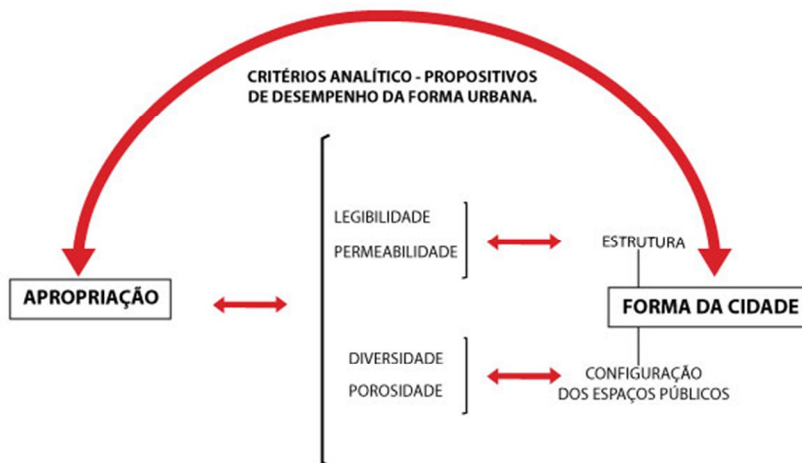 CRITÉRIOS ANALÍTICO - PROPOSITIVOS
DE DESEMPENHO DA FORMA URBANA.
LEGIBILIDADE
PERMEABILIDADE
ESTRUTURA
APROPRIAÇÃO
FORMA DA CIDADE
DIVERSIDADE
POROSIDADE
CONFIGURAÇÃO
DOS ESPAÇOS PÚBLICOS